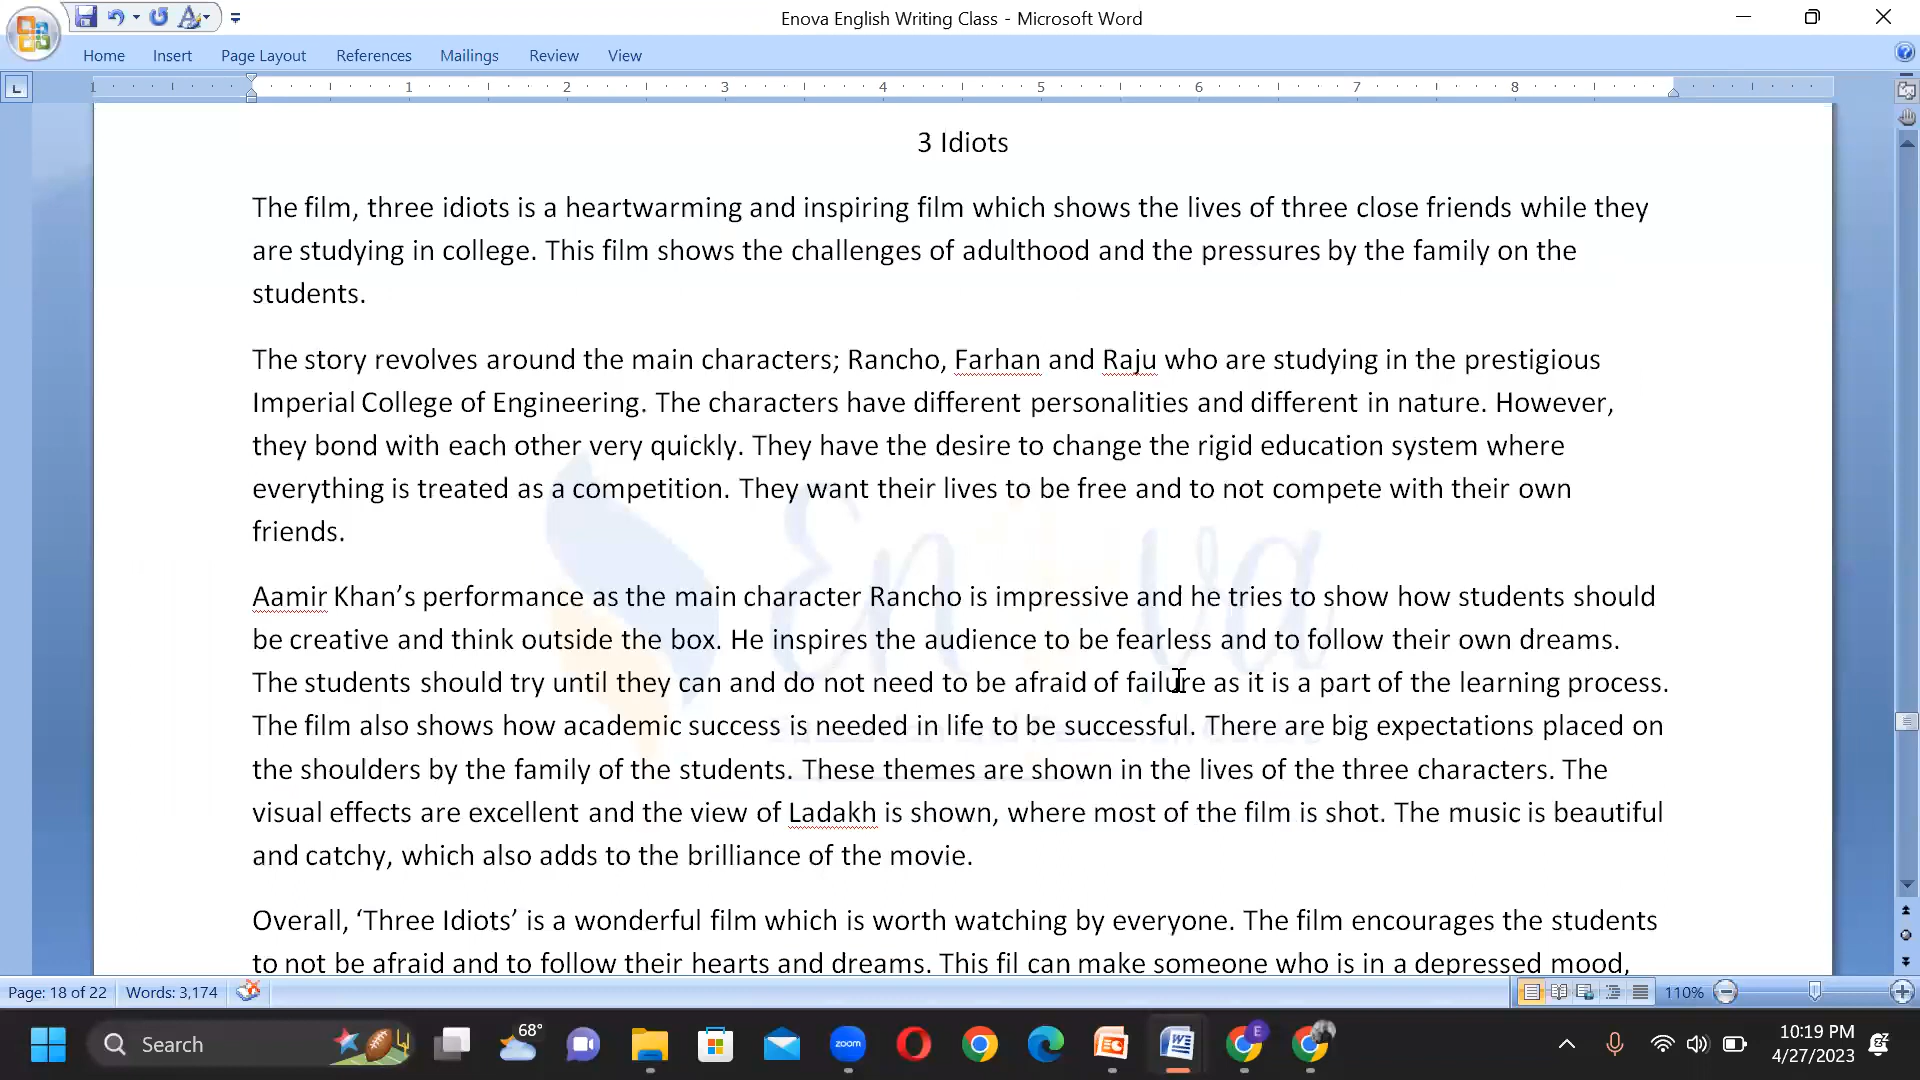 Enova English Writing Class - Microsoft Word
Home Insert Page Layout References Mailings Review View
1 1 2 3 4 5 6 7 8
3 Idiots
The film, three idiots is a heartwarming and inspiring film which shows the lives of three close friends while they
are studying in college. This film shows the challenges of adulthood and the pressures by the family on the
students.
The story revolves around the main characters; Rancho, Farhan and Raju who are studying in the prestigious
Imperial College of Engineering. The characters have different personalities and different in nature. However,
they bond with each other very quickly. They have the desire to change the rigid education system where
everything is treated as a competition. They want their lives to be free and to not compete with their own
friends.
Aamir Khan’s performance as the main character Rancho is impressive and he tries to show how students should
be creative and think outside the box. He inspires the audience to be fearless and to follow their own dreams.
The students should try until they can and do not need to be afraid of failure as it is a part of the learning process.
The film also shows how academic success is needed in life to be successful. There are big expectations placed on
the shoulders by the family of the students. These themes are shown in the lives of the three characters. The
visual effects are excellent and the view of Ladakh is shown, where most of the film is shot. The music is beautiful
and catchy, which also adds to the brilliance of the movie.
Overall, ‘Three Idiots’ is a wonderful film which is worth watching by everyone. The film encourages the students
to not be afraid and to follow their hearts and dreams. This fil can make someone who is in a depressed mood,
Enova
Page: 18 of 22 Words: 3,174 110%
Search 68° zoom E 10:19 PM
4/27/2023